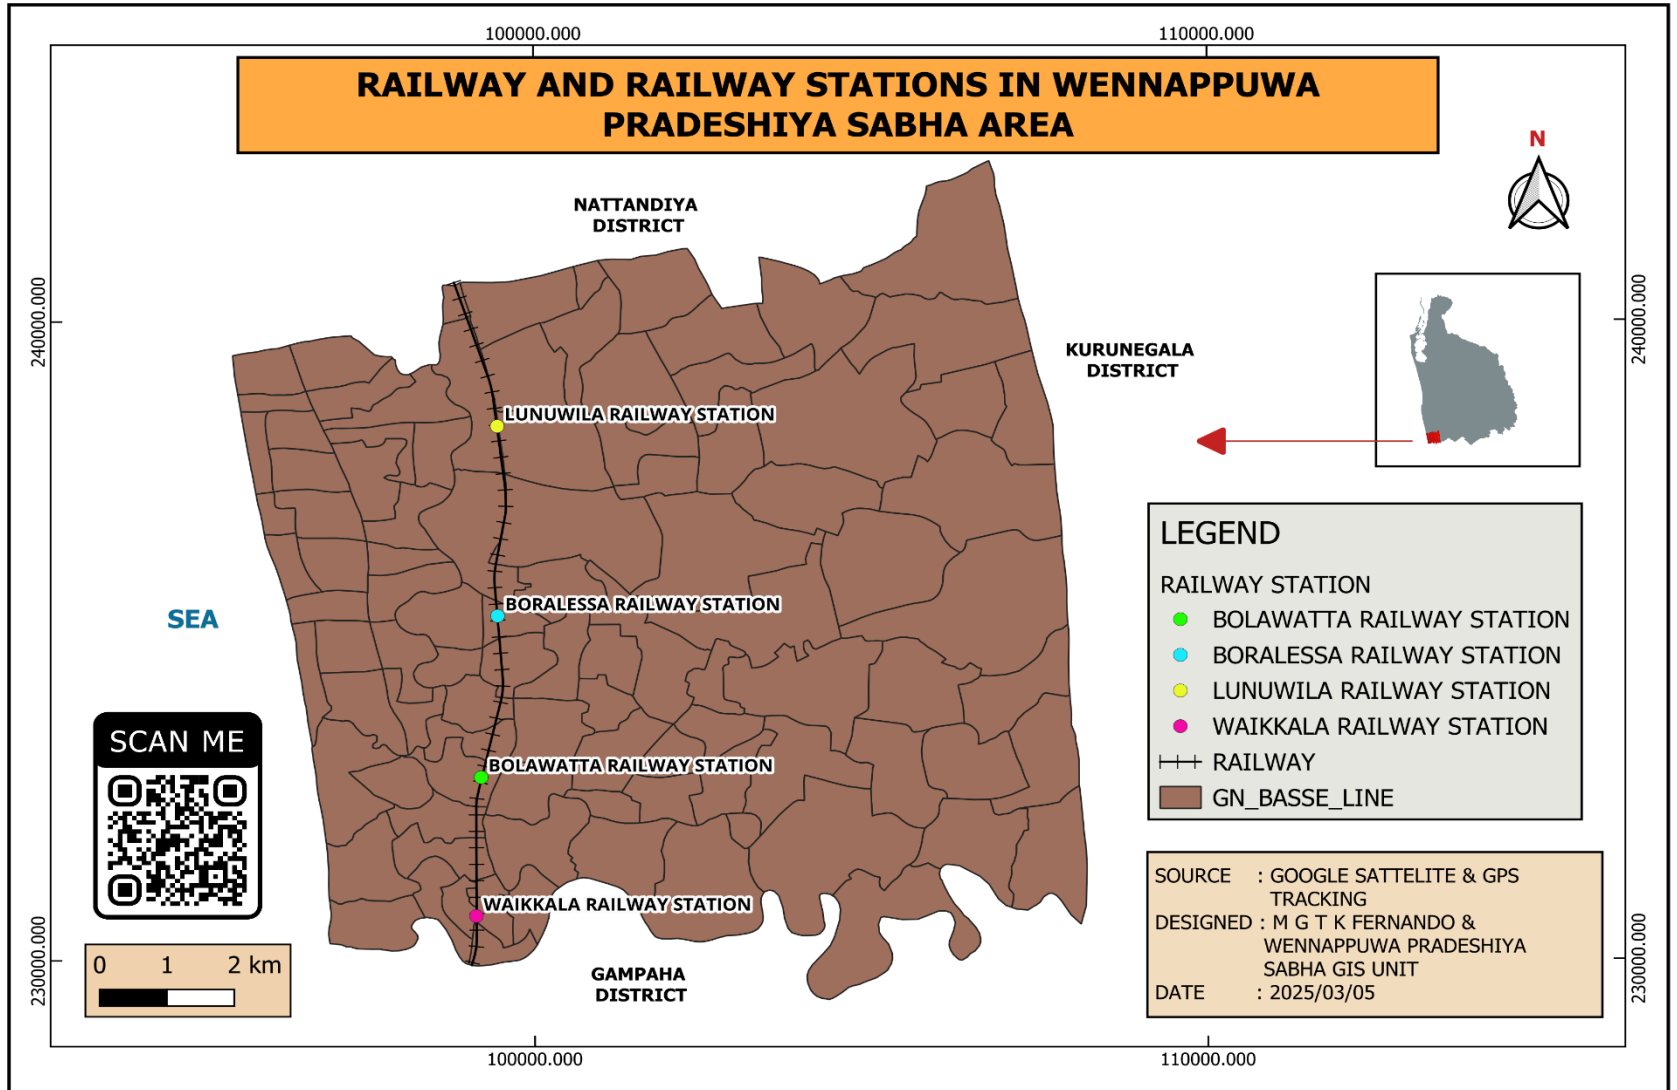 100000.000
110000.000
RAILWAY AND RAILWAY STATIONS IN WENNAPPUWA
PRADESHIYA SABHA AREA
N
NATTANDIYA
DISTRICT
240000.000
240000.000
KURUNEGALA
DISTRICT
LUNUWILA RAILWAY STATION
BORALESSA RAILWAY STATION
SEA
BOLAWATTA RAILWAY STATION
WAIKKALA RAILWAY STATION
GAMPAHA
DISTRICT
LEGEND
RAILWAY STATION
BOLAWATTA RAILWAY STATION
BORALESSA RAILWAY STATION
LUNUWILA RAILWAY STATION
WAIKKALA RAILWAY STATION
RAILWAY
GN_BASSE_LINE
SCAN ME
0 1 2 km
SOURCE : GOOGLE SATTELITE & GPS
TRACKING
DESIGNED : M G T K FERNANDO &
WENNAPPUWA PRADESHIYA
SABHA GIS UNIT
DATE : 2025/03/05
230000.000
230000.000
100000.000
110000.000